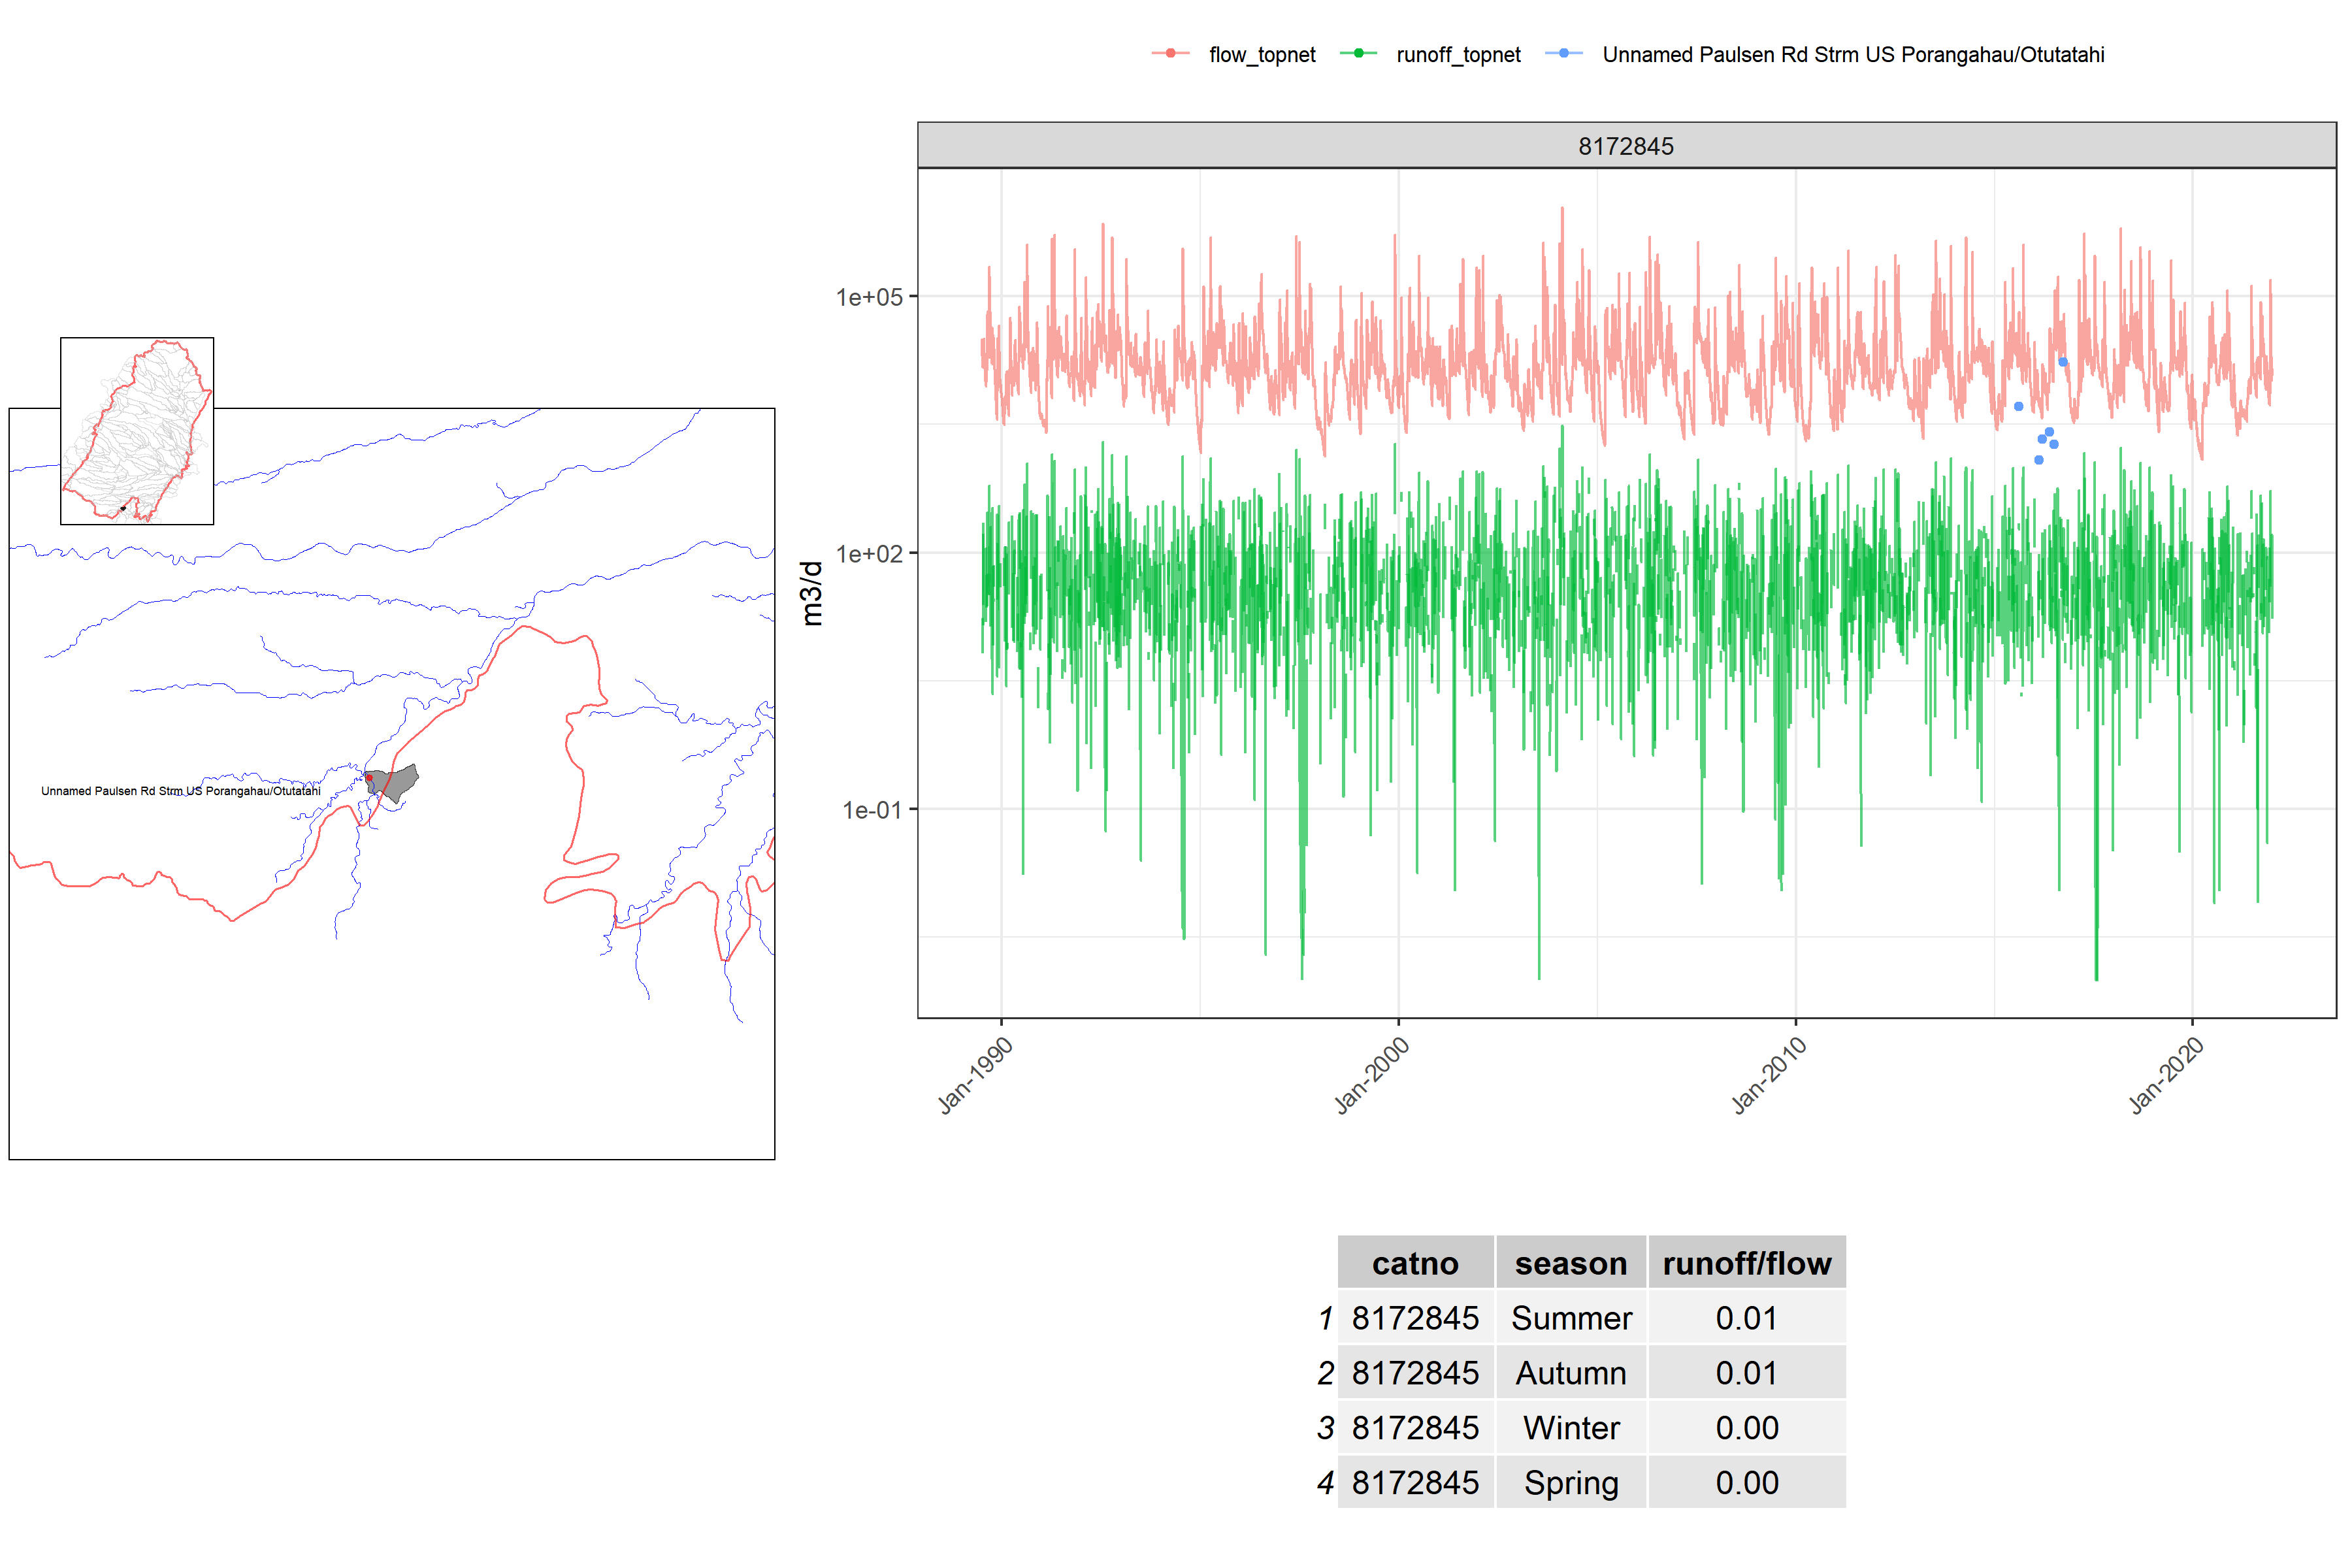 flow_topnet runoff_topnet Unnamed Paulsen Rd Strm US Porangahau/Otutatahi
8172845
1e+05
1e+02
1e-01
m3/d
Jan-1990 Jan-2000 Jan-2010 Jan-2020
Unnamed Paulsen Rd Strm US Porangahau/Otutatahi
catno season runoff/flow
1 8172845 Summer 0.01
2 8172845 Autumn 0.01
3 8172845 Winter 0.00
4 8172845 Spring 0.00